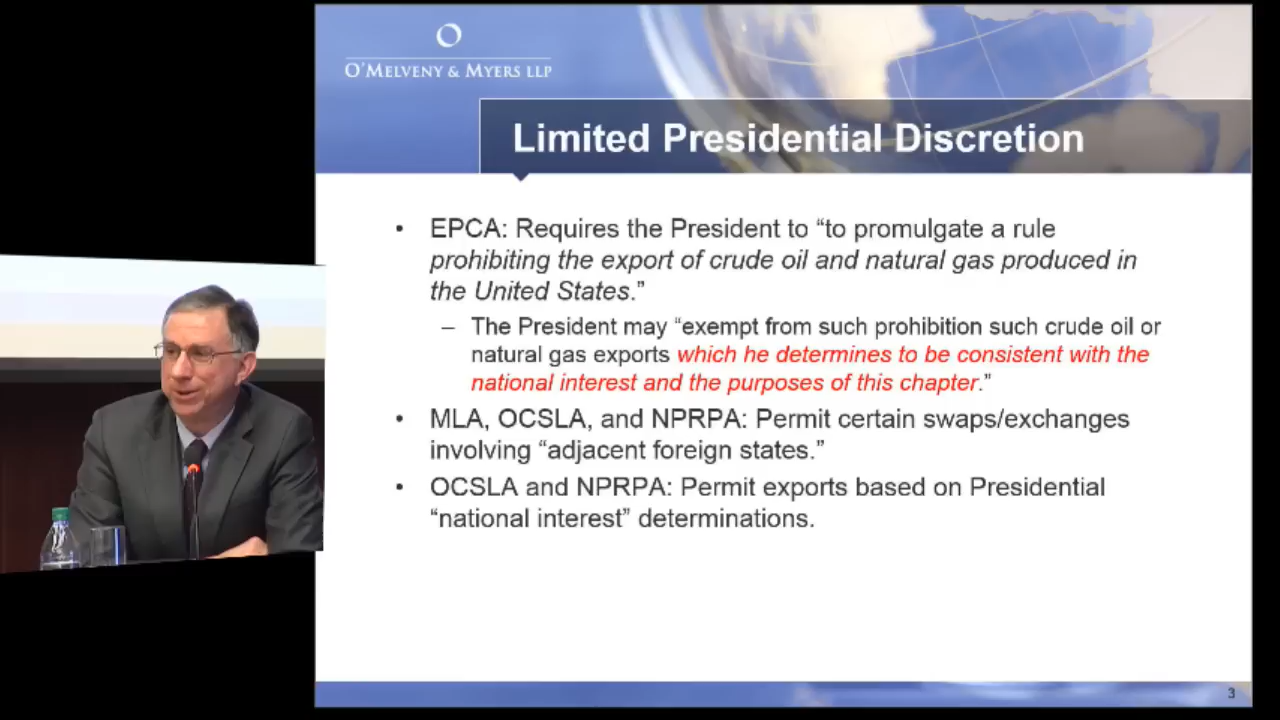 O'MELVENY & MYERS LLP
Limited Presidential Discretion
• EPCA: Requires the President to “to promulgate a rule
prohibiting the export of crude oil and natural gas produced in
the United States.”
– The President may “exempt from such prohibition such crude oil or
natural gas exports which he determines to be consistent with the
national interest and the purposes of this chapter.”
• MLA, OCSLA, and NPRPA: Permit certain swaps/exchanges
involving “adjacent foreign states.”
• OCSLA and NPRPA: Permit exports based on Presidential
“national interest” determinations.
3